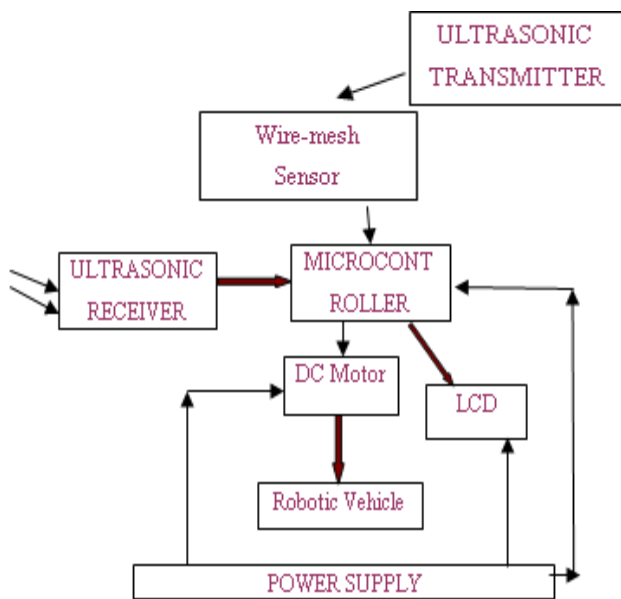 ULTRASONIC
TRANSMITTER
Wire-mesh
Sensor
ULTRASONIC
RECEIVER
MICROCONT
ROLLER
DC Motor
LCD
Robotic Vehicle
POWER SUPPLY